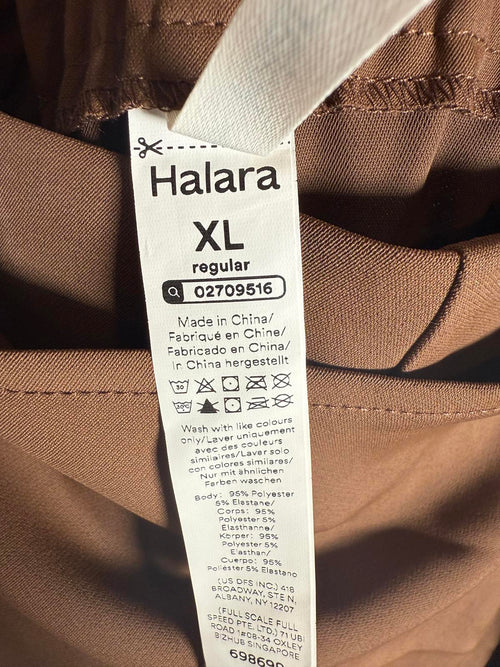 Halara
XL
regular
02709516
Made in China/
Fabriqué en Chine/
Fabricado en China/
In China hergestellt
30
30°C
Wash with like colours
only/Laver uniquement
avec des couleurs
similaires/Lavar solo
con colores similares/
Nur mit ähnlichen
Farben waschen
Body: 95% Polyester
5% Elastane/
Corps: 95%
Polyester 5%
Élasthanne/
Körper: 95%
Polyester 5%
Elasthan/
Cuerpo: 95%
Poliester 5% Elastano
(US DFS INC.) 418
BROADWAY, STE N,
ALBANY, NY 12207
(FULL SCALE FULL
SPEED PTE. LTD.) 71 UBI
ROAD 1#08-34 OXLEY
BIZHUB SINGAPORE